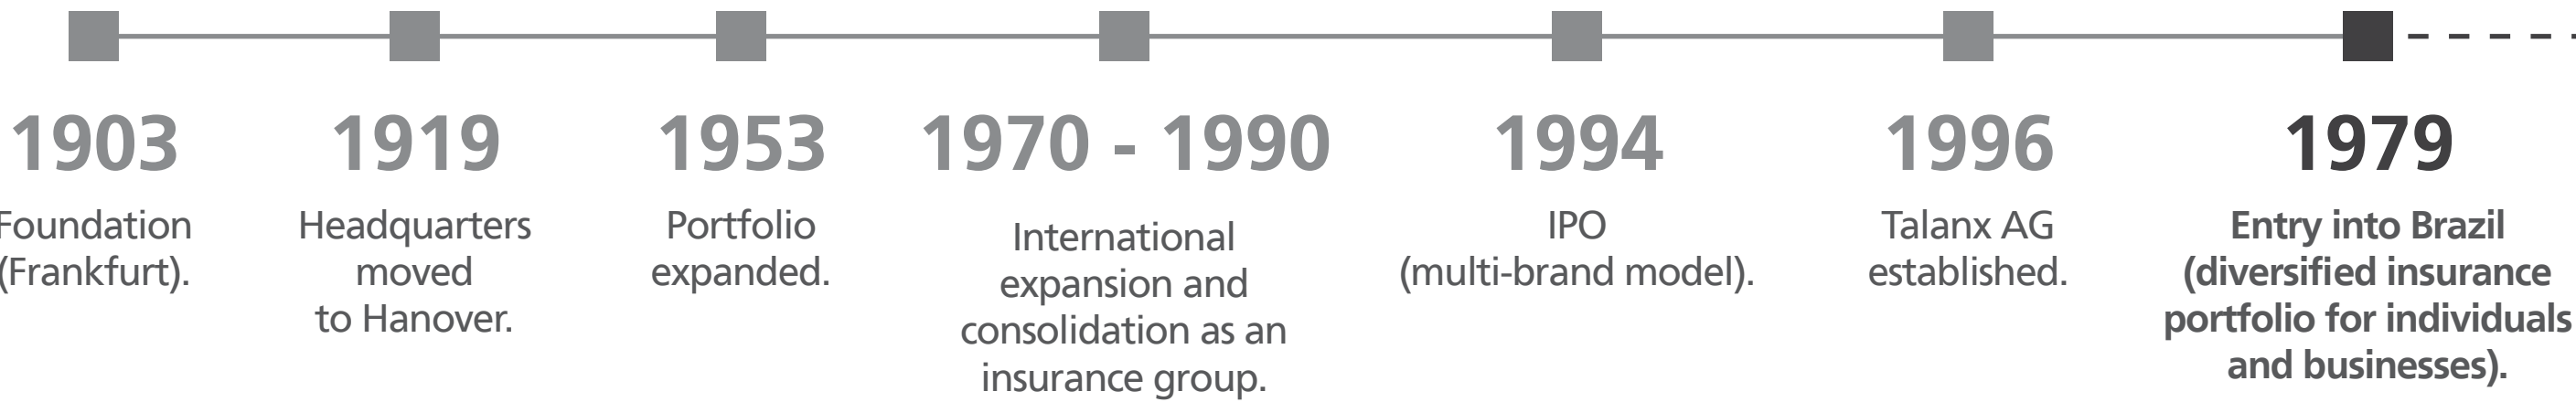 1903
Foundation
(Frankfurt).
1919
Headquarters
moved
to Hanover.
1953
Portfolio
expanded.
1970 - 1990
International
expansion and
consolidation as an
insurance group.
1994
IPO
(multi-brand model).
1996
Talanx AG
established.
1979
Entry into Brazil
(diversified insurance
portfolio for individuals
and businesses).